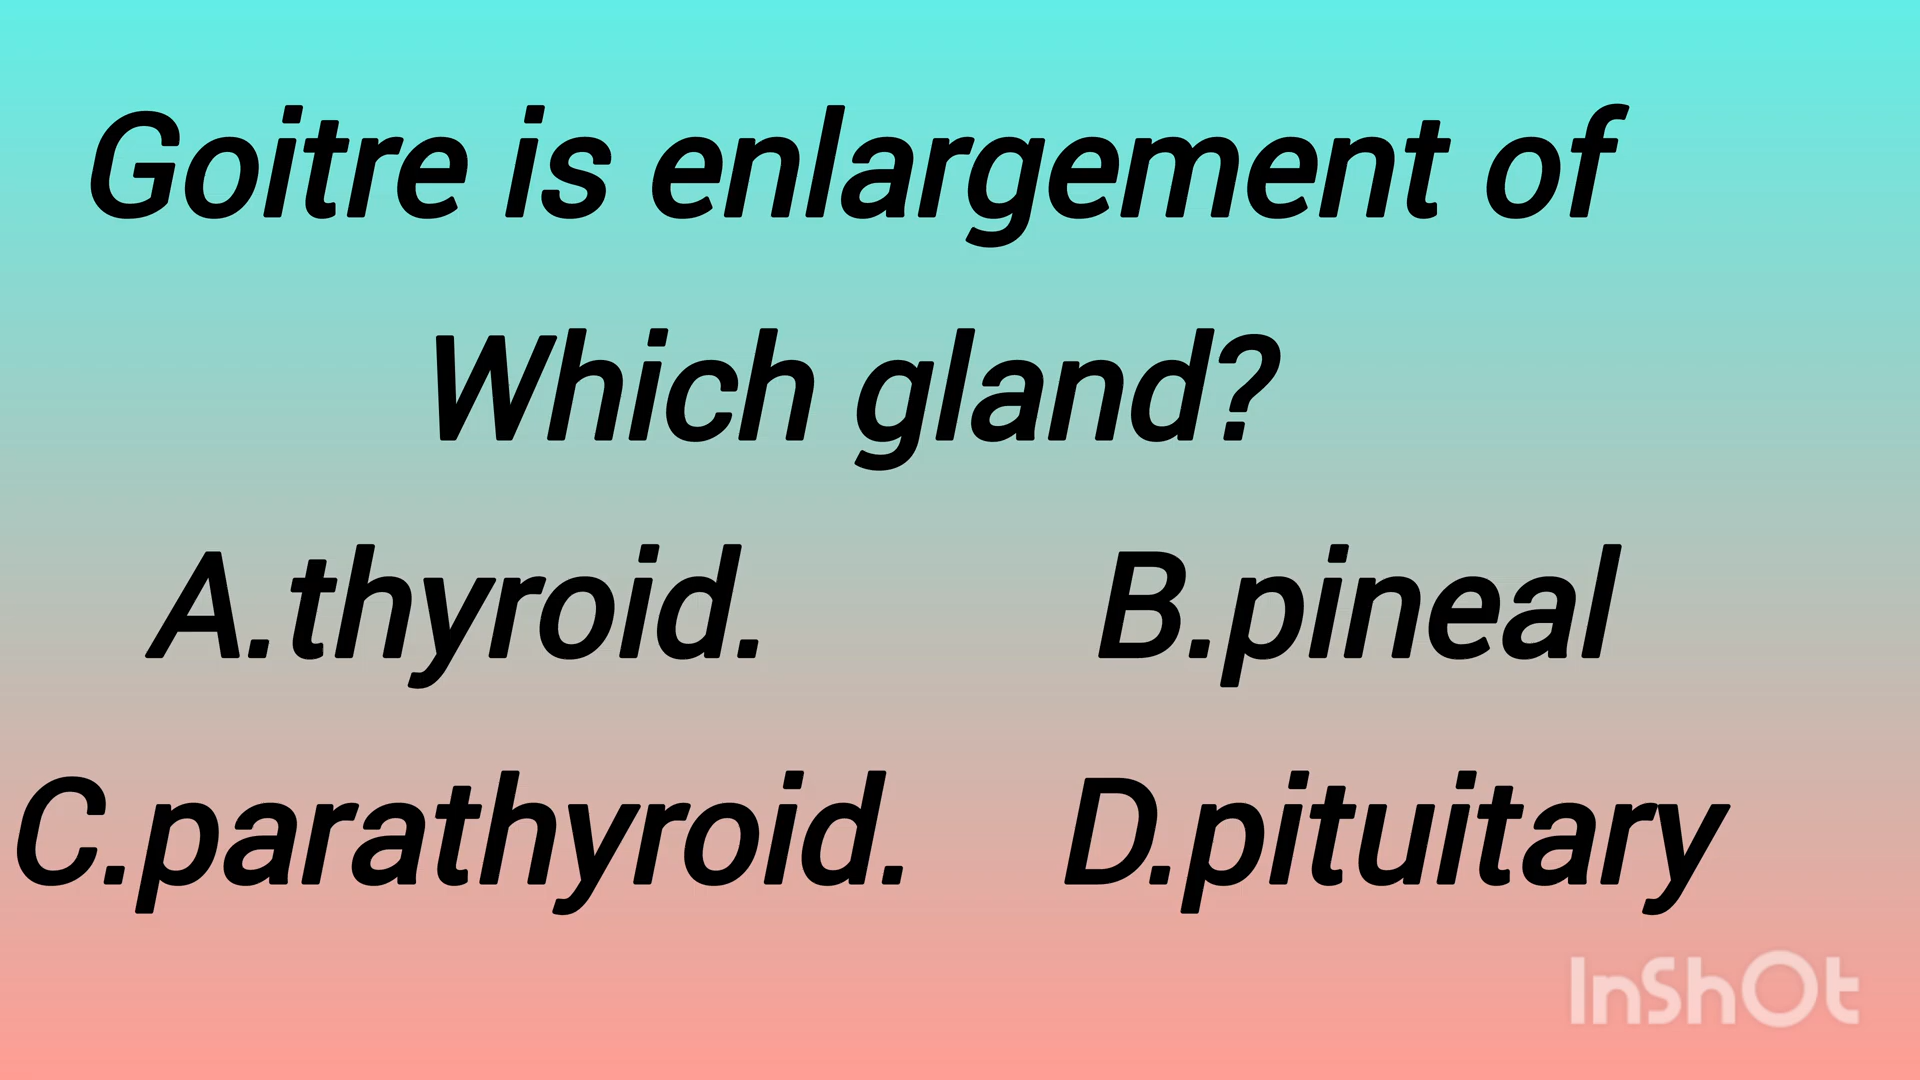 Goitre is enlargement of
Which gland?
A.thyroid. B.pineal
C.parathyroid. D.pituitary
InShOt